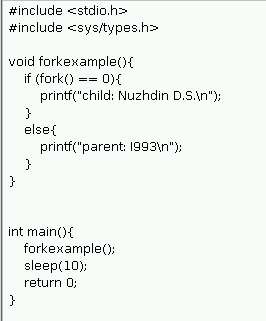 #include <stdio.h>
#include <sys/types.h>
void forkexample(){
if (fork() == 0){
printf("child: Nuzhdin D.S.\n");
}
else{
printf("parent: I993\n");
}
}
int main(){
forkexample();
sleep(10);
return 0;
}